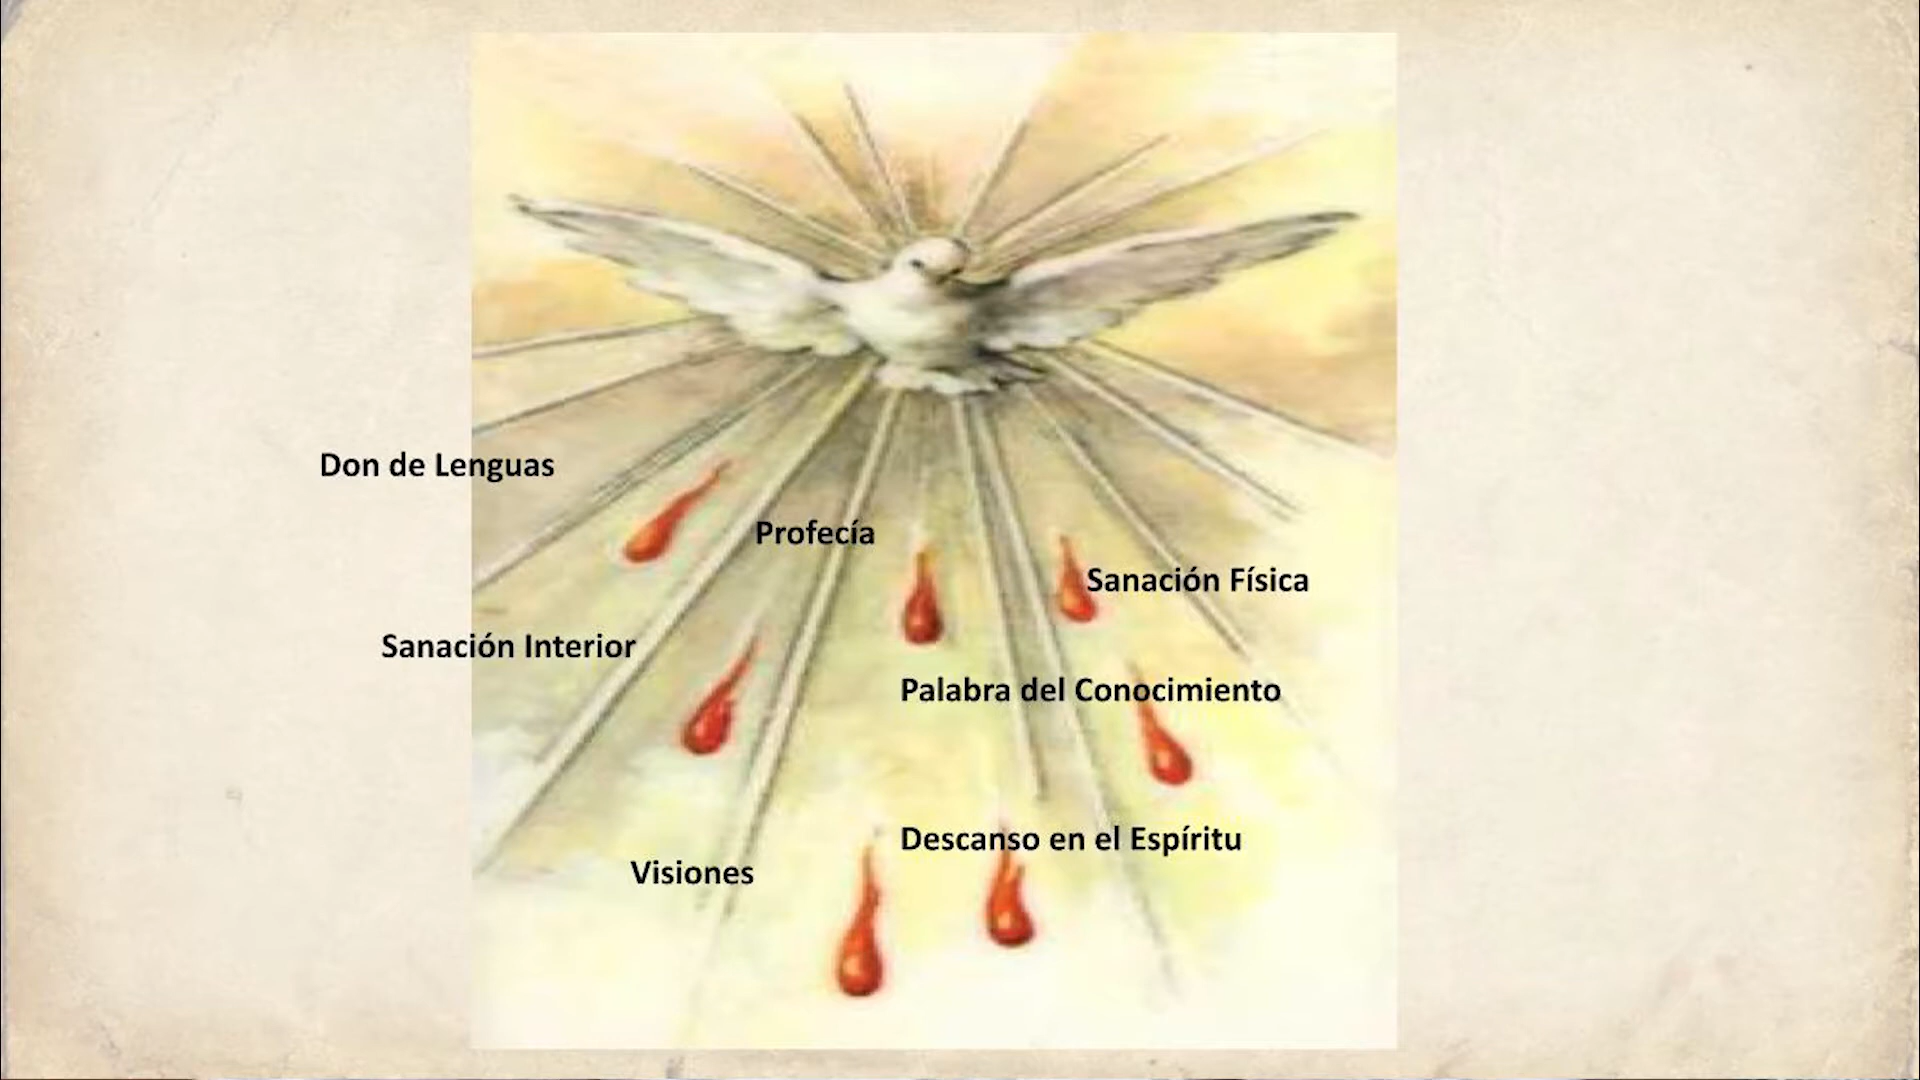 Don de Lenguas
Profecía
Sanación Física
Sanación Interior
Palabra del Conocimiento
Descanso en el Espíritu
Visiones